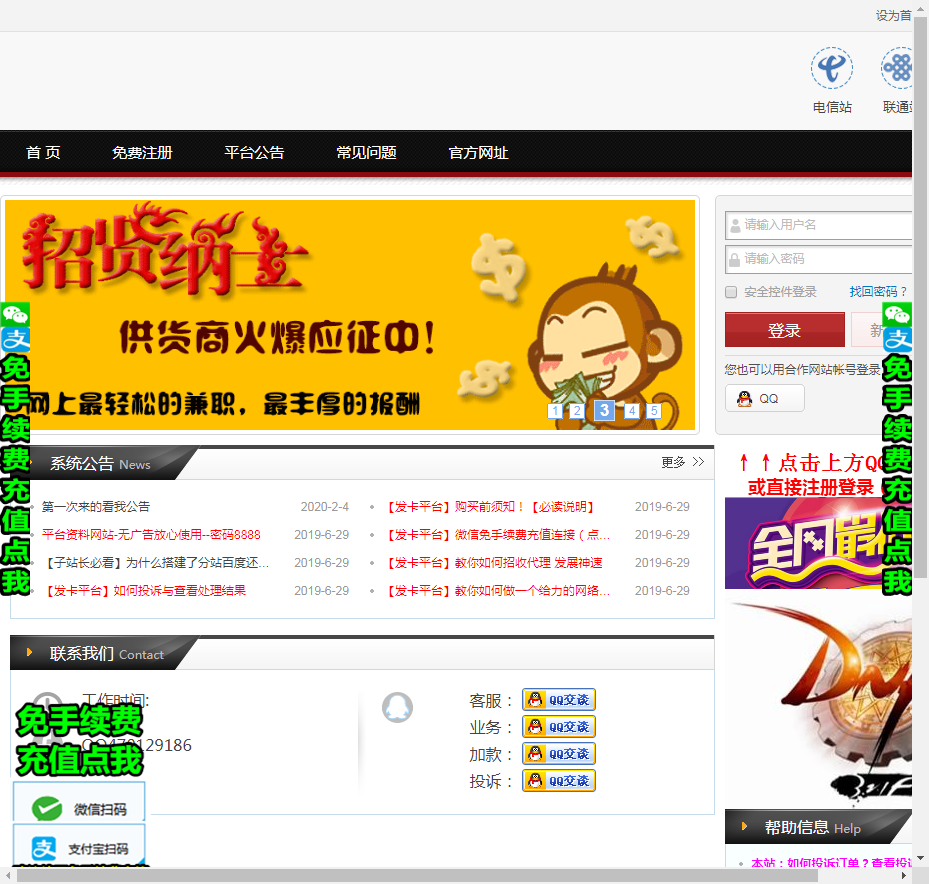 设为首
电信站
联通站
首 页 免费注册 平台公告 常见问题 官方网址
招贤纳士
供货商火爆应征中!
网上最轻松的兼职，最丰厚的报酬
1 2 3 4 5
请输入用户名
请输入密码
安全控件登录 找回密码？
登录 新
您也可以用合作网站帐号登录
QQ
免手续费充值点我
免手续费充值点我
系统公告 News 更多
第一次来的看我公告 2020-2-4
【发卡平台】购买前须知！【必读说明】 2019-6-29
平台资料网站-无广告放心使用--密码8888 2019-6-29
【发卡平台】微信免手续费充值连接（点… 2019-6-29
【子站长必看】为什么搭建了分站百度还… 2019-6-29
【发卡平台】教你如何招收代理 发展神速 2019-6-29
【发卡平台】如何投诉与查看处理结果 2019-6-29
【发卡平台】教你如何做一个给力的网络… 2019-6-29
↑ ↑点击上方QQ
或直接注册登录（
全网最
联系我们 Contact
工作时间:
129186
客服： QQ交谈
业务： QQ交谈
加款： QQ交谈
投诉： QQ交谈
免手续费
充值点我
微信扫码
支付宝扫码
帮助信息 Help
本站：如何投诉订单？查看投诉